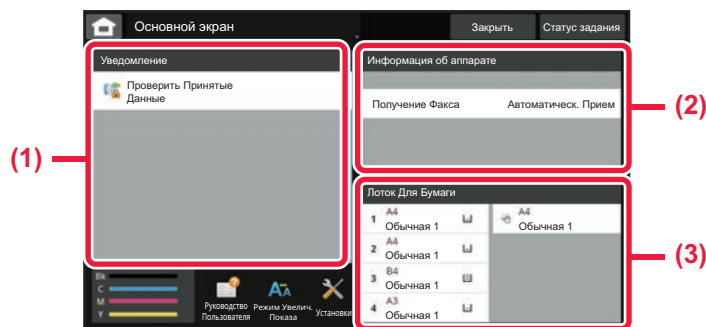 Основной экран
Закрыть
Статус задания
Уведомление
Проверить Принятые
Данные
(1)
Информация об аппарате
Получение Факса Автоматическ. Прием
(2)
Лоток Для Бумаги
1 A4
Обычная 1
2 A4
Обычная 1
3 B4
Обычная 1
4 A3
Обычная 1
A4
Обычная 1
(3)
Bk
C
M
Y
Руководство
Пользователя
Режим Увелич.
Показа
Установки